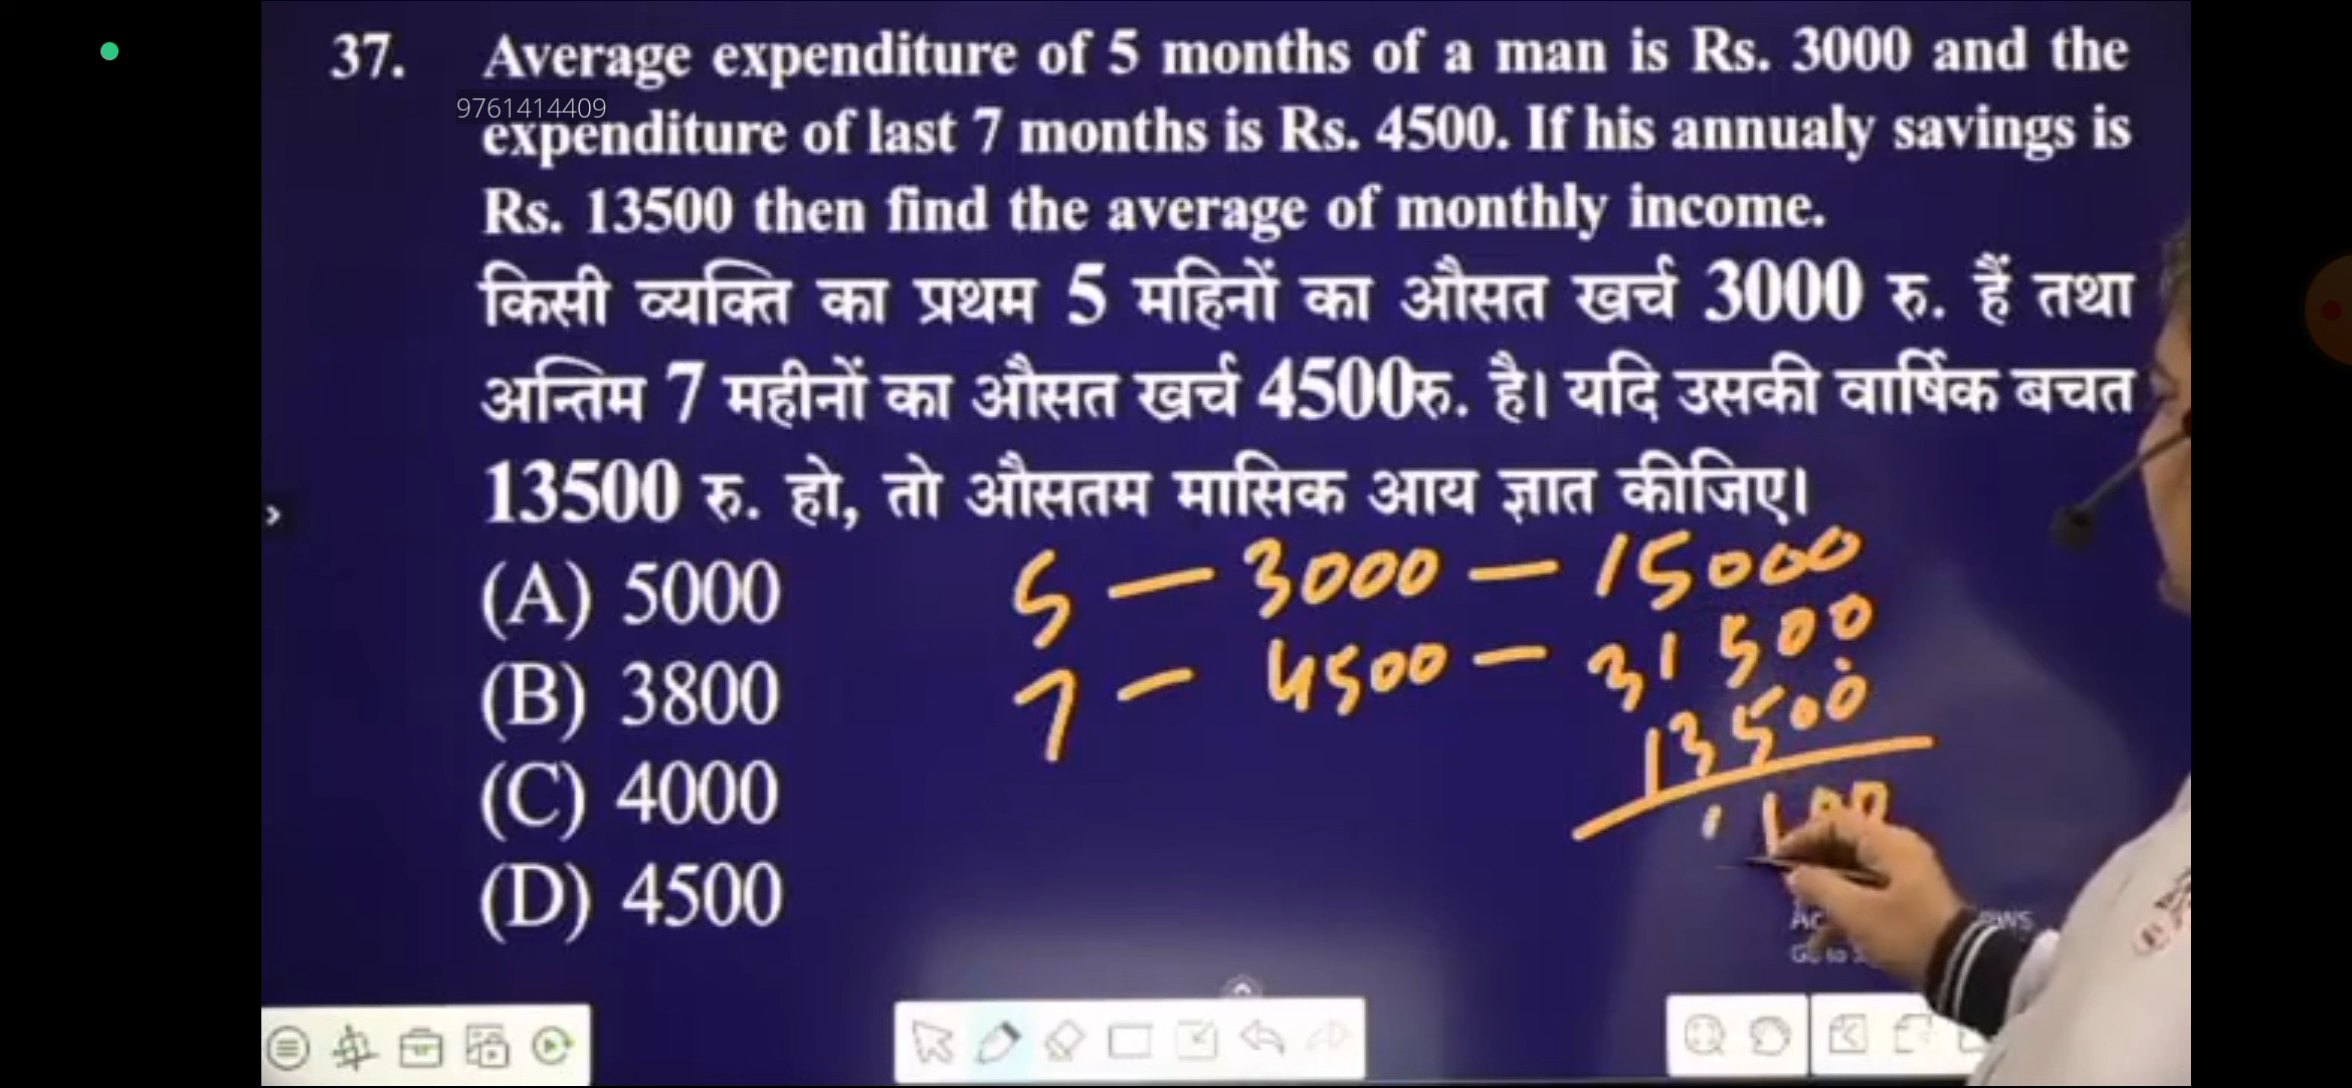 37. Average expenditure of 5 months of a man is Rs. 3000 and the
9761414409
expenditure of last 7 months is Rs. 4500. If his annualy savings is
Rs. 13500 then find the average of monthly income.
किसी व्यक्ति का प्रथम 5 महिनों का औसत खर्च 3000 रु. हैं तथा
अन्तिम 7 महीनों का औसत खर्च 4500रु. है। यदि उसकी वार्षिक बचत
13500 रु. हो, तो औसतम मासिक आय ज्ञात कीजिए।
(A) 5000
(B) 3800
(C) 4000
(D) 4500
5 — 3000 — 15000
7 — 4500 — 31500
13500